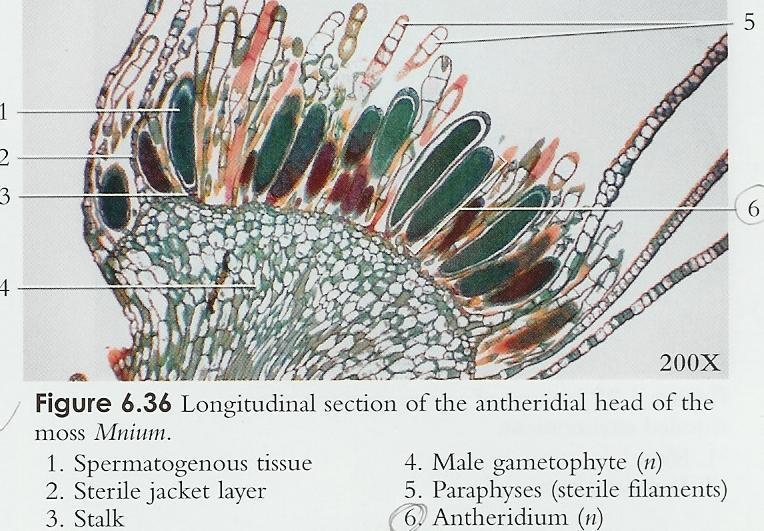 5
1
2
3
6
4
200X
Figure 6.36 Longitudinal section of the antheridial head of the
moss Mnium.
1. Spermatogenous tissue
2. Sterile jacket layer
3. Stalk
4. Male gametophyte (n)
5. Paraphyses (sterile filaments)
6. Antheridium (n)